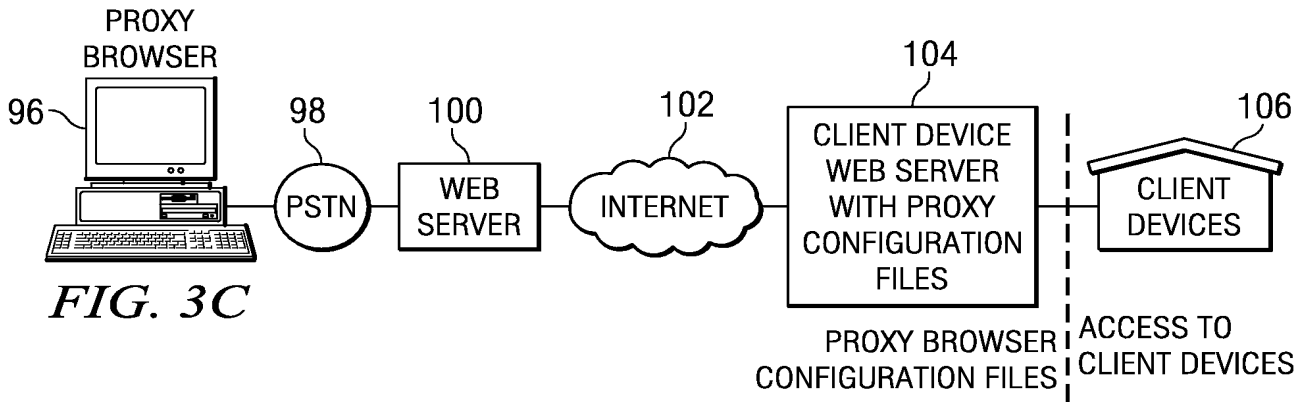 PROXY
BROWSER
96
98
PSTN
100
WEB
SERVER
102
INTERNET
104
CLIENT DEVICE
WEB SERVER
WITH PROXY
CONFIGURATION
FILES
106
CLIENT
DEVICES
FIG. 3C
PROXY BROWSER
CONFIGURATION FILES
ACCESS TO
CLIENT DEVICES